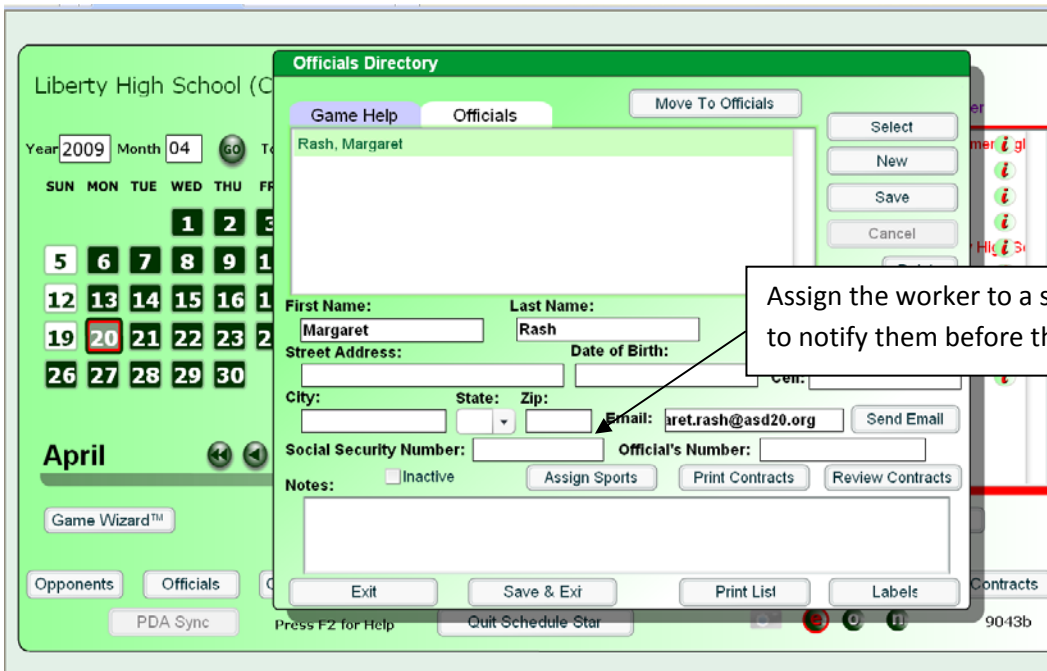 Officials Directory
Liberty High School (C
Move To Officials
Game Help Officials
Select
Year 2009 Month 04 GO
Rash, Margaret
New
SUN MON TUE WED THU
Save
1 2 3
Cancel
5 6 7 8 9
12 13 14 15 16
19 20 21 22 23
26 27 28 29 30
Assign the worker to a
to notify them before
First Name: Last Name:
Margaret Rash
Street Address: Date of Birth:
Cell:
City: State: Zip:
Email: aret.rash@asd20.org Send Email
Social Security Number: Official's Number:
April
Inactive Assign Sports Print Contracts Review Contracts
Notes:
Game Wizard™
Opponents Officials Contracts
Exit Save & Exi Print List Labels
PDA Sync Press F2 for Help Quit Schedule Star 9043b